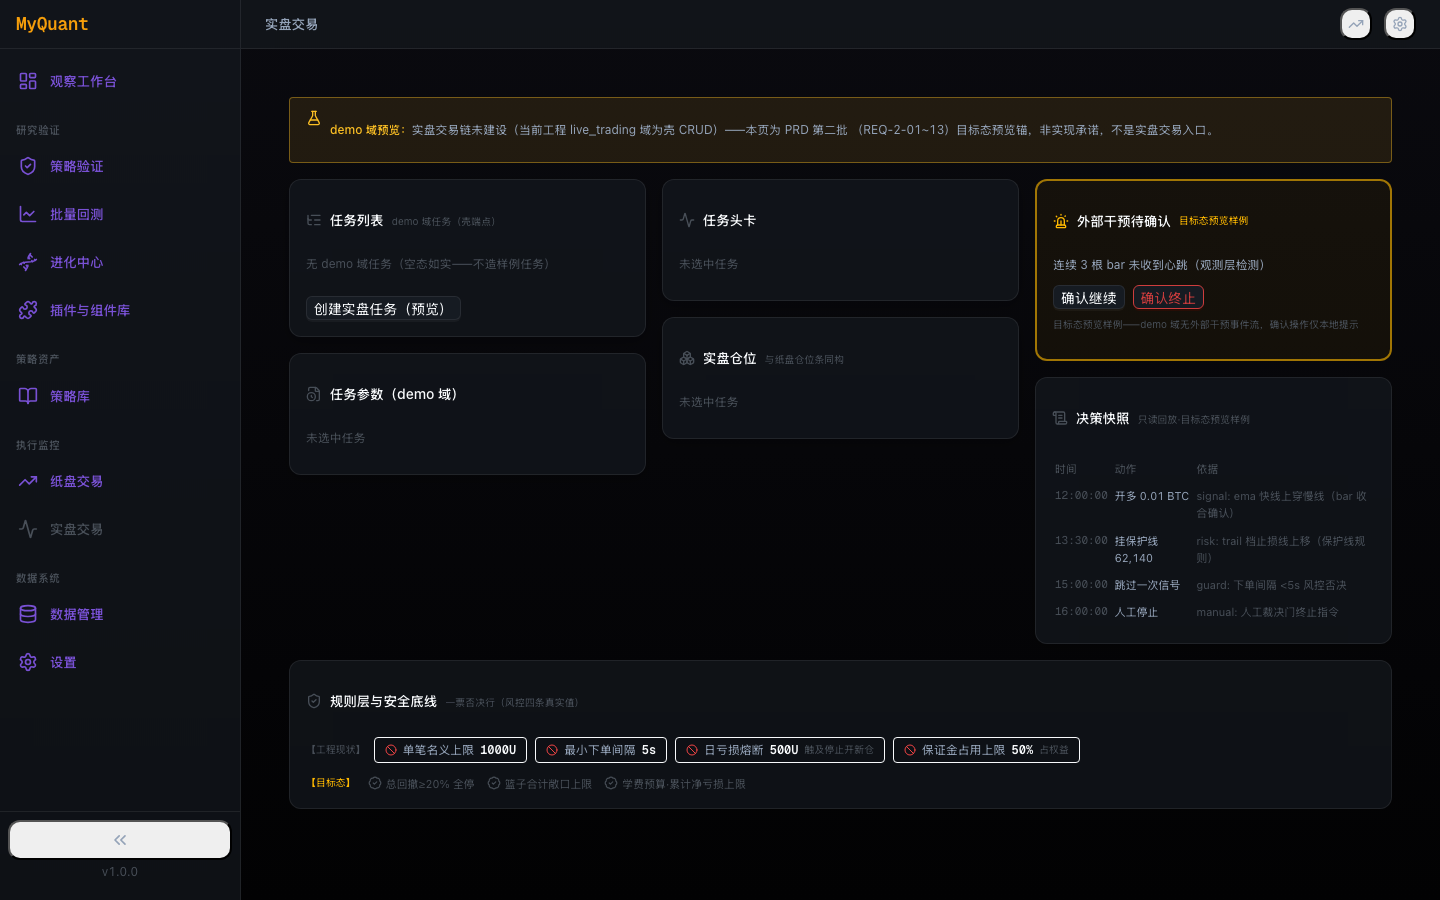 MyQuant
观察工作台
研究验证
策略验证
批量回测
进化中心
插件与组件库
策略资产
策略库
执行监控
纸盘交易
实盘交易
数据系统
数据管理
设置
v1.0.0
实盘交易
demo 域预览：实盘交易链未建设（当前工程 live_trading 域为壳 CRUD）——本页为 PRD 第二批 （REQ-2-01~13）目标态预览锚，非实现承诺，不是实盘交易入口。
任务列表 demo 域任务（壳端点）
无 demo 域任务（空态如实——不造样例任务）
创建实盘任务（预览）
任务参数（demo 域）
未选中任务
任务头卡
未选中任务
实盘仓位 与纸盘仓位条同构
未选中任务
外部干预待确认 目标态预览样例
连续 3 根 bar 未收到心跳（观测层检测）
确认继续 确认终止
目标态预览样例——demo 域无外部干预事件流，确认操作仅本地提示
决策快照 只读回放·目标态预览样例
时间 动作 依据
12:00:00 开多 0.01 BTC signal: ema 快线上穿慢线（bar 收
合确认）
13:30:00 挂保护线 risk: trail 档止损线上移（保护线规
62,140 则）
15:00:00 跳过一次信号 guard: 下单间隔 <5s 风控否决
16:00:00 人工停止 manual: 人工裁决门终止指令
规则层与安全底线 一票否决行（风控四条真实值）
【工程现状】 单笔名义上限 1000U 最小下单间隔 5s 日亏损熔断 500U 触及停止开新仓 保证金占用上限 50% 占权益
【目标态】 总回撤≥20% 全停 篮子合计敞口上限 学费预算·累计净亏损上限